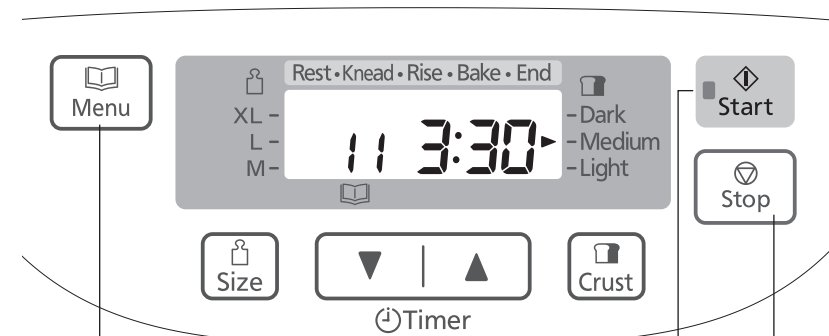 Menu
Rest • Knead • Rise • Bake • End
XL –
L –
M –
11 3:30
– Dark
– Medium
– Light
Start
Stop
Size
Crust
Timer